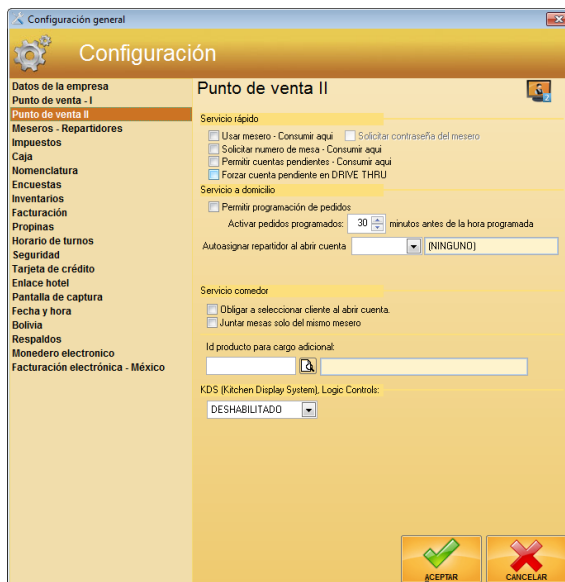 Configuración general
Configuración
Datos de la empresa
Punto de venta - I
Punto de venta II
Meseros - Repartidores
Impuestos
Caja
Nomenclatura
Encuestas
Inventarios
Facturación
Propinas
Horario de turnos
Seguridad
Tarjeta de crédito
Enlace hotel
Pantalla de captura
Fecha y hora
Bolivia
Respaldos
Monedero electronico
Facturación electrónica - México
Punto de venta II
Servicio rápido
Usar mesero - Consumir aqui Solicitar contraseña del mesero
Solicitar numero de mesa - Consumir aqui
Permitir cuentas pendientes - Consumir aqui
Forzar cuenta pendiente en DRIVE THRU
Servicio a domicilio
Permitir programación de pedidos
Activar pedidos programados: 30 minutos antes de la hora programada
Autoasignar repartidor al abrir cuenta (NINGUNO)
Servicio comedor
Obligar a seleccionar cliente al abrir cuenta.
Juntar mesas solo del mismo mesero
Id producto para cargo adicional:
KDS (Kitchen Display System), Logic Controls:
DESHABILITADO
ACEPTAR CANCELAR